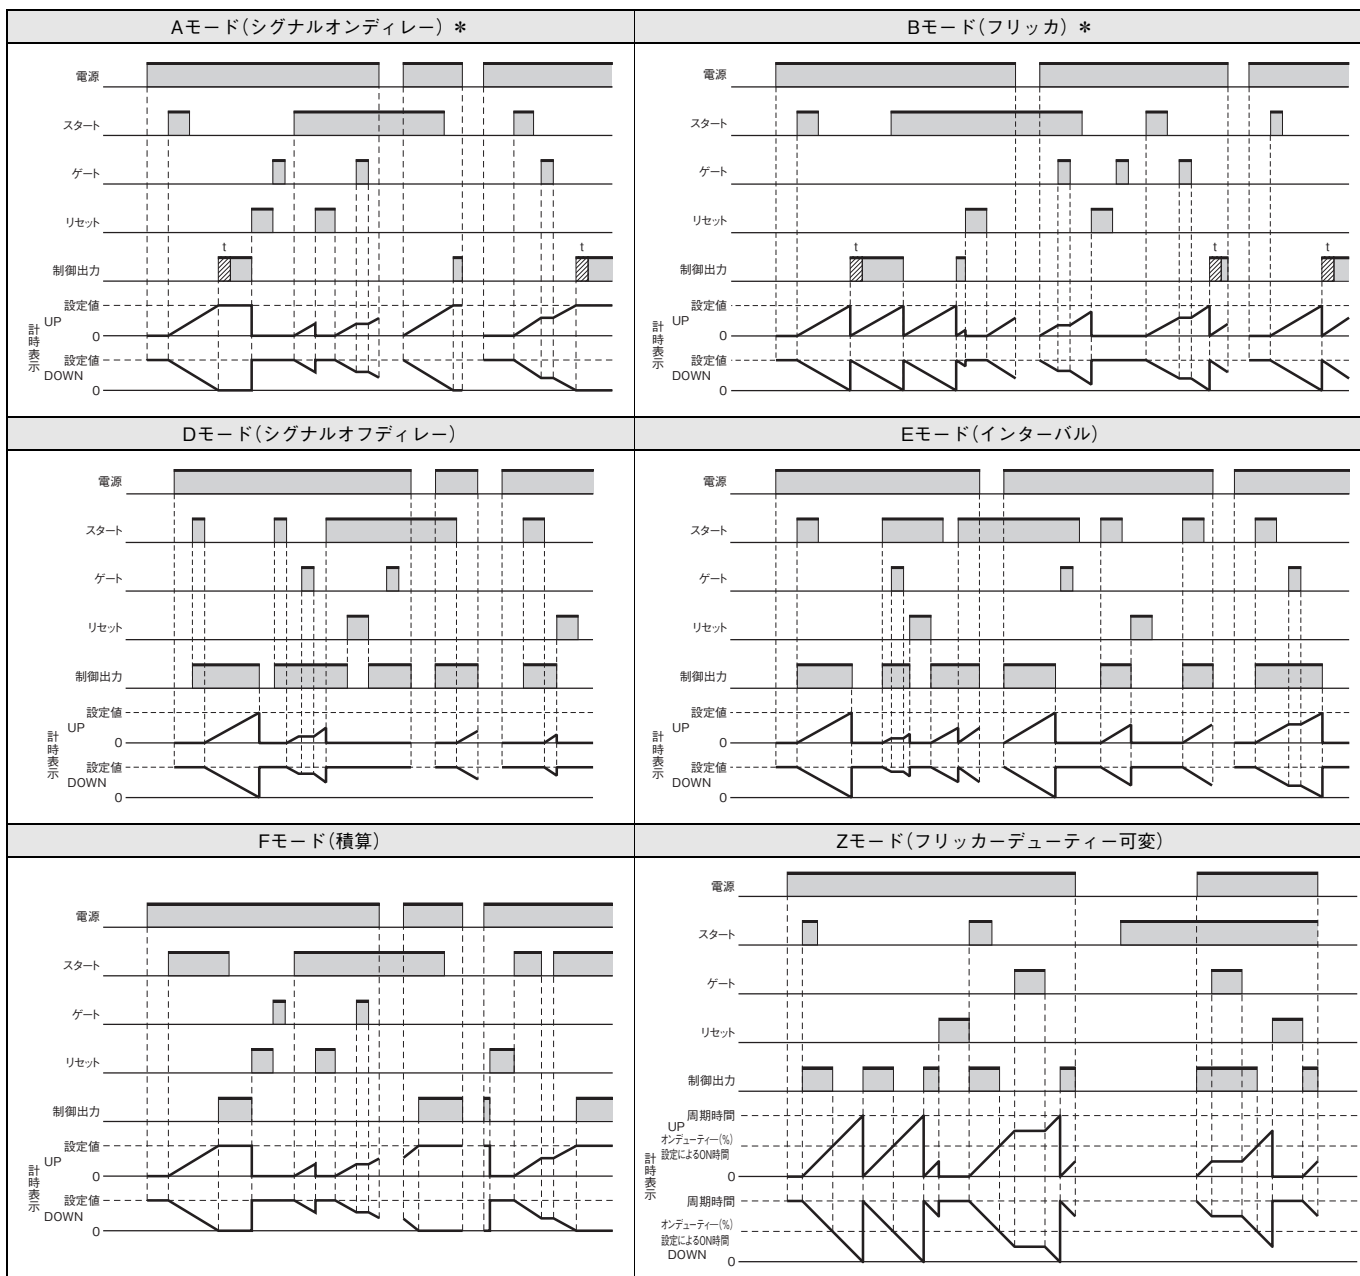 Aモード(シグナルオンディレー) *
電源
スタート
ゲート
リセット
t
t
制御出力
設定値
UP
0
計時表示
設定値
DOWN
0
Bモード(フリッカ) *
電源
スタート
ゲート
リセット
t
t
t
制御出力
設定値
UP
0
計時表示
設定値
DOWN
0
Dモード(シグナルオフディレー)
電源
スタート
ゲート
リセット
制御出力
設定値
UP
0
計時表示
設定値
DOWN
0
Eモード(インターバル)
電源
スタート
ゲート
リセット
制御出力
設定値
UP
0
計時表示
設定値
DOWN
0
Fモード(積算)
電源
スタート
ゲート
リセット
制御出力
設定値
UP
0
計時表示
設定値
DOWN
0
Zモード(フリッカーデューティー可変)
電源
スタート
ゲート
リセット
制御出力
周期時間
UP
オンデューティー(%)
設定によるON時間
0
計時表示
周期時間
オンデューティー(%)
設定によるON時間
DOWN
0